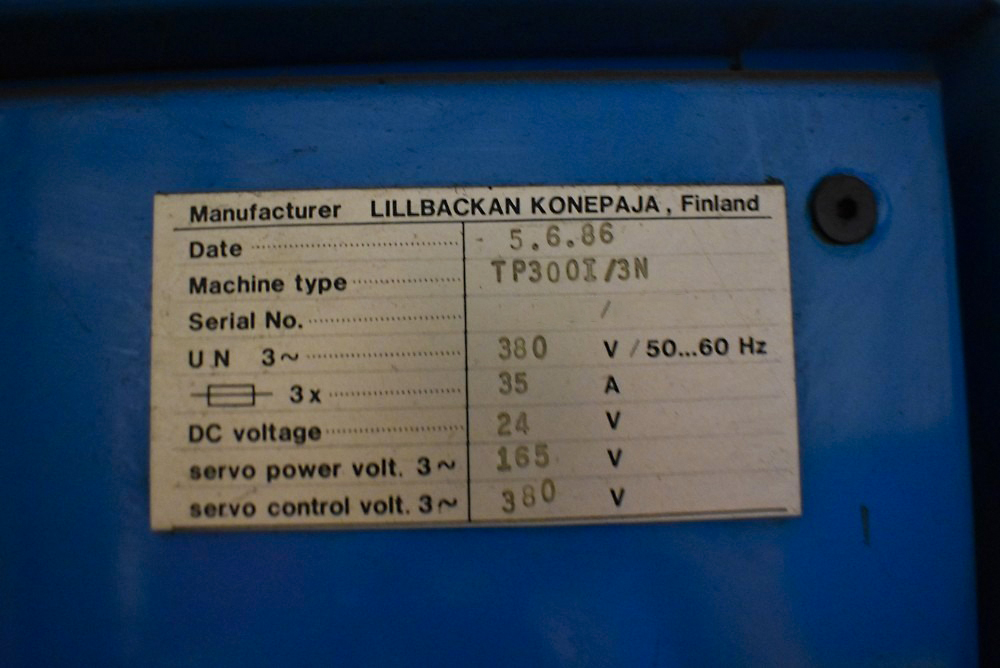 Manufacturer LILLBACKAN KONEPAJA, Finland
Date 5.6.86
Machine type TP300I/3N
Serial No. /
UN 3~ 380 V / 50...60 Hz
3x 35 A
DC voltage 24 V
servo power volt. 3~ 165 V
servo control volt. 3~ 380 V